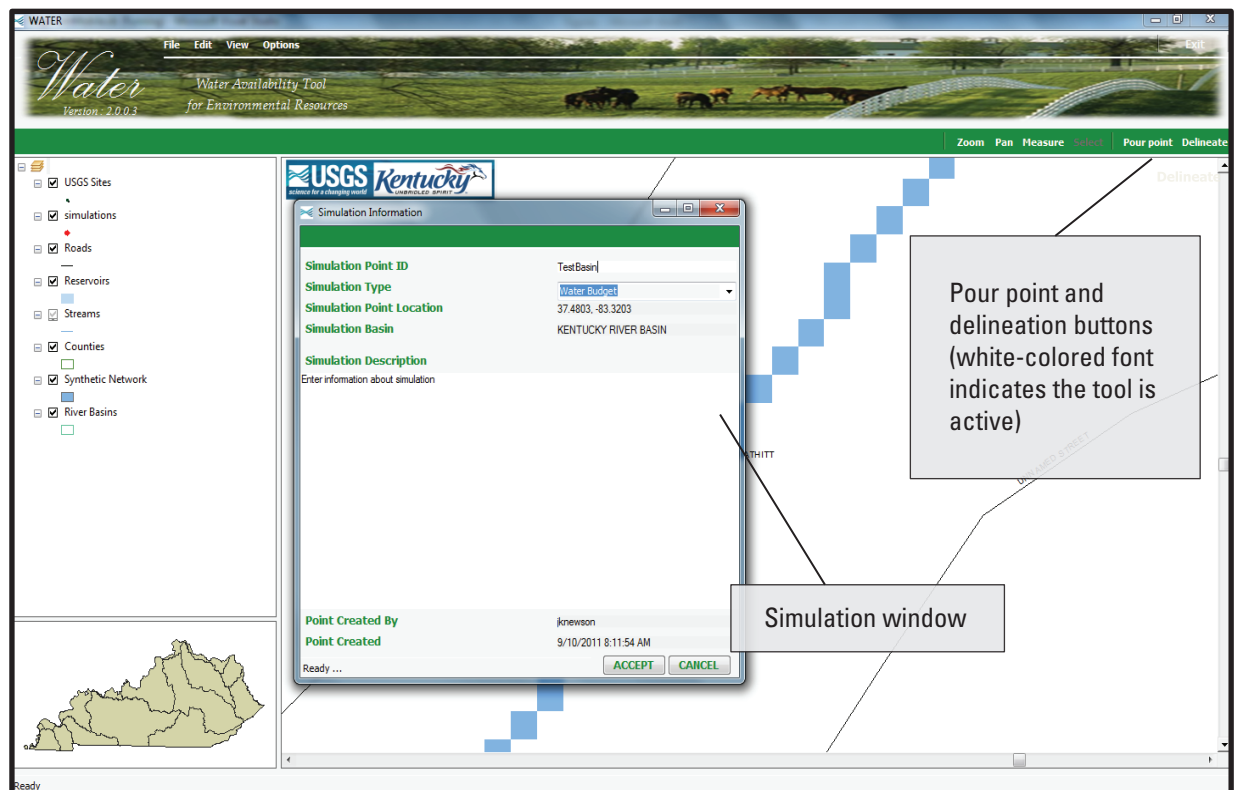 WATER
File Edit View Options
Exit
Water
Version : 2.0.0.3
Water Availability Tool
for Environmental Resources
Zoom Pan Measure Select Pour point Delineate
USGS Sites
simulations
Roads
Reservoirs
Streams
Counties
Synthetic Network
River Basins
USGS
science for a changing world
Kentucky
UNBRIDLED SPIRIT
Delineate
Simulation Information
Simulation Point ID TestBasin
Simulation Type Water Budget
Simulation Point Location 37.4803, -83.3203
Simulation Basin KENTUCKY RIVER BASIN
Simulation Description
Enter information about simulation
Point Created By jknewson
Point Created 9/10/2011 8:11:54 AM
Ready ... ACCEPT CANCEL
Pour point and
delineation buttons
(white-colored font
indicates the tool is
active)
ATHITT
UNNAMED STREET
Simulation window
Ready